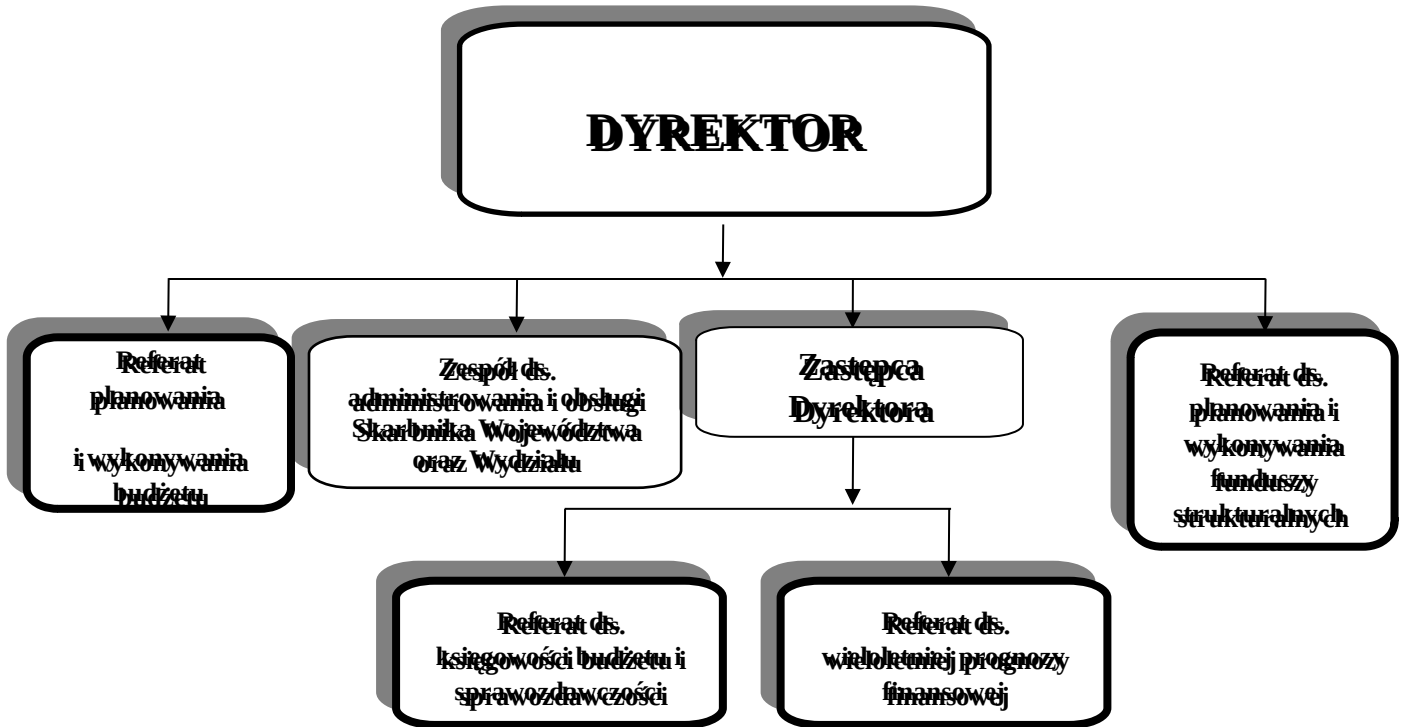 DYREKTOR
Referat
planowania
i wykonywania
budżetu
Zespół ds.
administrowania i obsługi
Skarbnika Województwa
oraz Wydziału
Zastępca
Dyrektora
Referat ds.
planowania i
wykonywania
funduszy
strukturalnych
Referat ds.
księgowości budżetu i
sprawozdawczości
Referat ds.
wieloletniej prognozy
finansowej